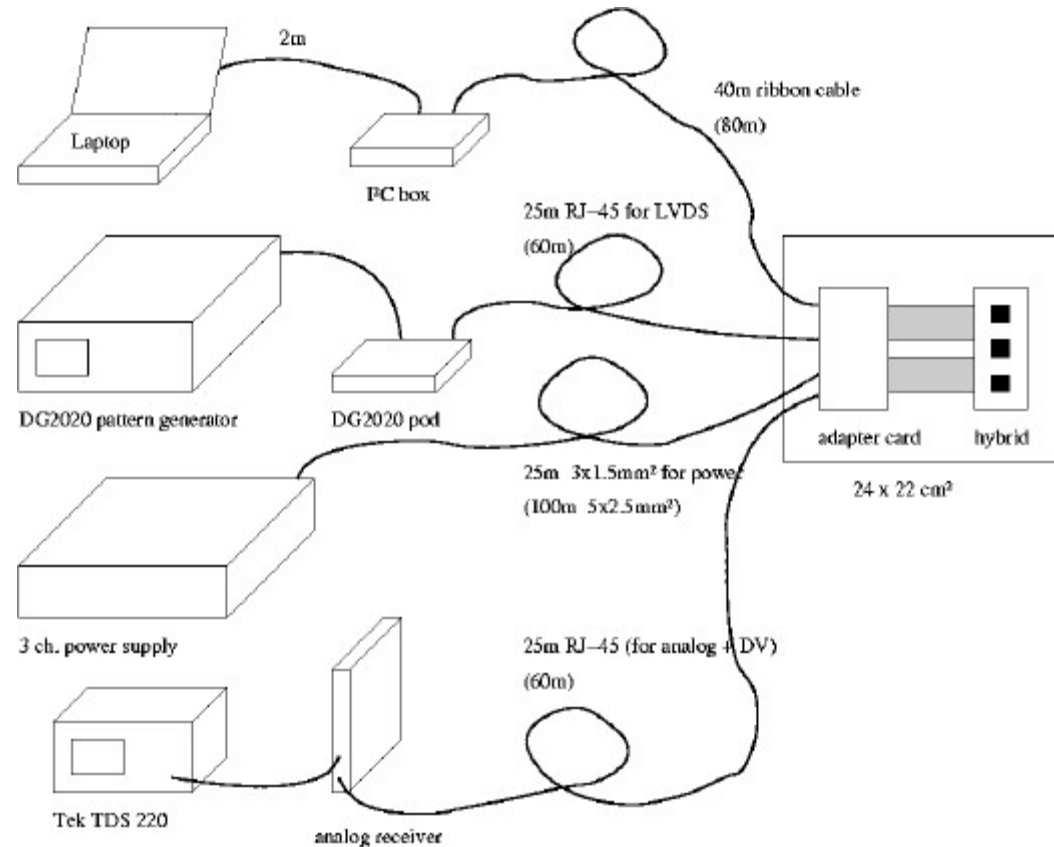 2m
40m ribbon cable
(80m)
Laptop
I²C box
25m RJ–45 for LVDS
(60m)
DG2020 pattern generator
DG2020 pod
adapter card
hybrid
25m 3x1.5mm² for power
(100m 5x2.5mm²)
24 x 22 cm²
3 ch. power supply
25m RJ–45 (for analog + DV)
(60m)
Tek TDS 220
analog receiver